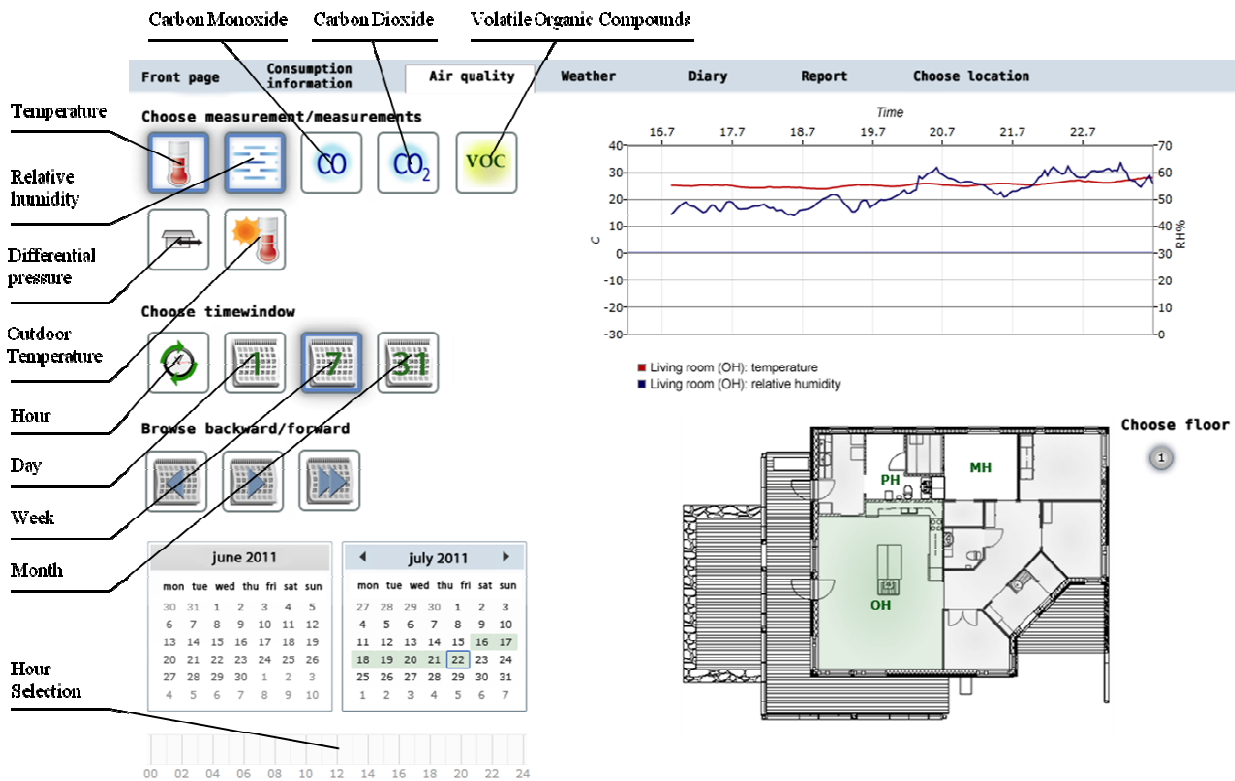 Carbon Monoxide Carbon Dioxide Volatile Organic Compounds
Front page Consumption information Air quality Weather Diary Report Choose location
Temperature
Relative
humidity
Differential
pressure
Outdoor
Temperature
Hour
Day
Week
Month
Hour
Selection
Choose measurement/measurements
CO CO2 VOC
Choose timewindow
1 7 31
Browse backward/forward
june 2011
mon tue wed thu fri sat sun
30 31 1 2 3 4 5
6 7 8 9 10 11 12
13 14 15 16 17 18 19
20 21 22 23 24 25 26
27 28 29 30 1 2 3
4 5 6 7 8 9 10
july 2011
mon tue wed thu fri sat sun
27 28 29 30 1 2 3
4 5 6 7 8 9 10
11 12 13 14 15 16 17
18 19 20 21 22 23 24
25 26 27 28 29 30 31
1 2 3 4 5 6 7
00 02 04 06 08 10 12 14 16 18 20 22 24
Time
15.7 17.7 18.7 19.7 20.7 21.7 22.7
40 70
30 60
20 50
10 40
0 30
-10 20
-20 10
-30 0
C
RH%
Living room (OH): temperature
Living room (OH): relative humidity
Choose floor
1
PH
MH
OH